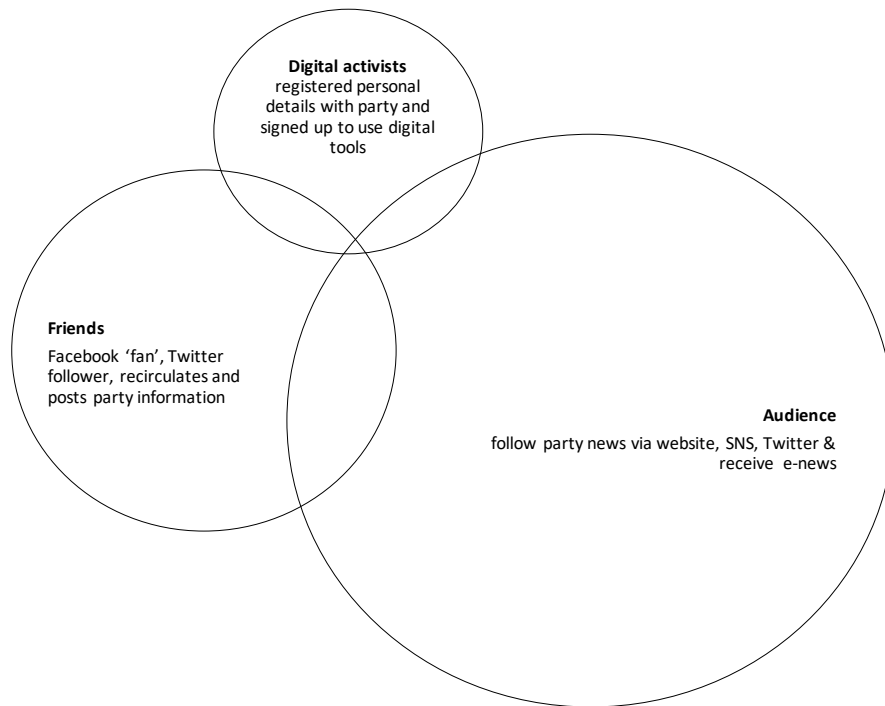 Digital activists
registered personal
details with party and
signed up to use digital
tools
Friends
Facebook ‘fan’, Twitter
follower, recirculates and
posts party information
Audience
follow party news via website, SNS, Twitter &
receive e-news